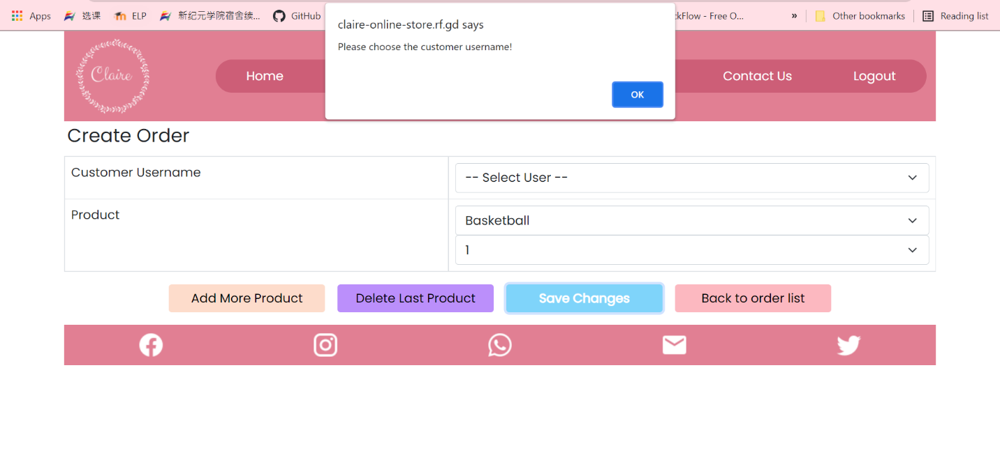 Apps 选课 ELP 新纪元学院宿舍续... GitHub ckFlow - Free O... » Other bookmarks Reading list
claire-online-store.rf.gd says
Please choose the customer username!
OK
Claire Home Contact Us Logout
Create Order
Customer Username -- Select User --
Product Basketball
1
Add More Product Delete Last Product Save Changes Back to order list